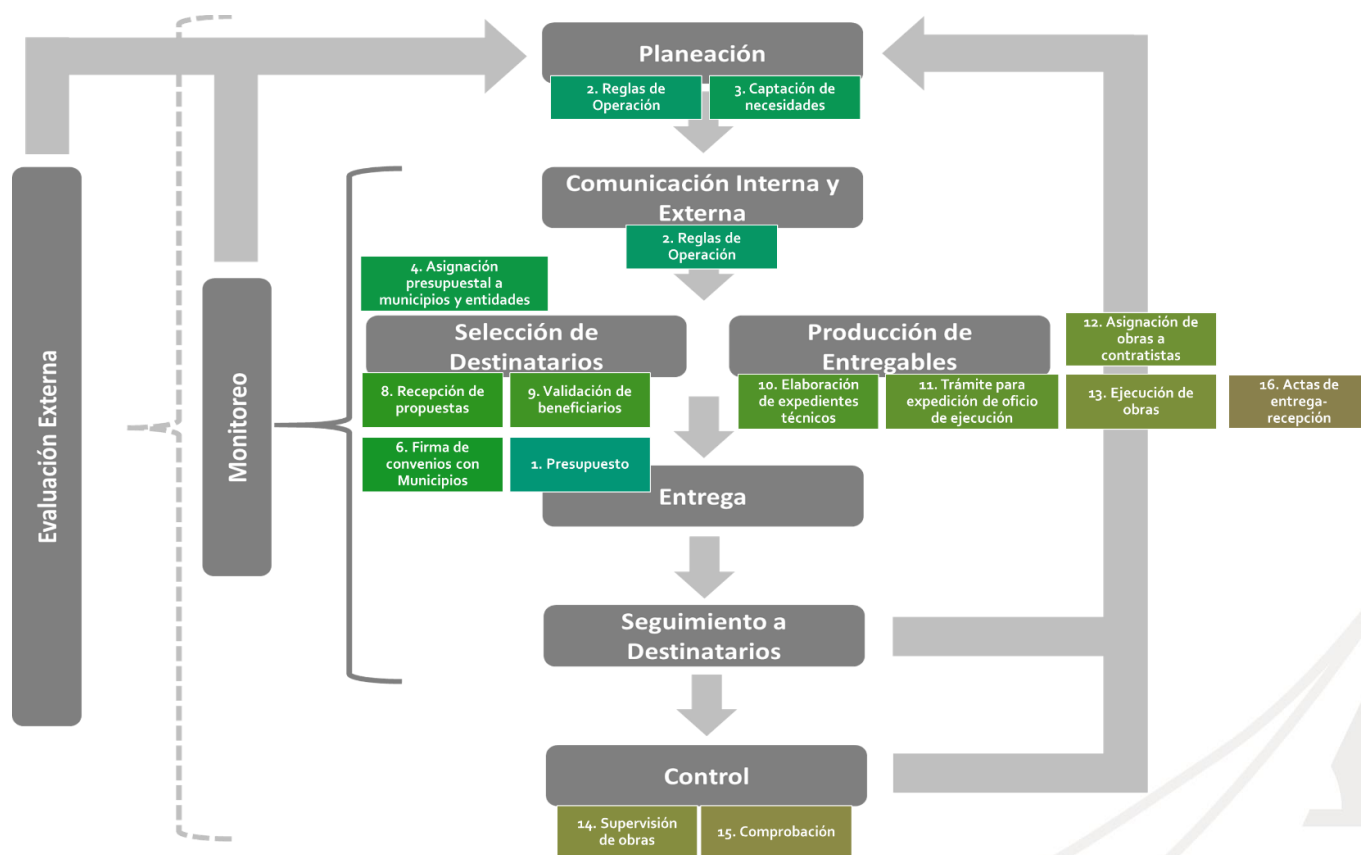 Planeación
2. Reglas de
Operación
3. Captación de
necesidades
Comunicación Interna y
Externa
2. Reglas de
Operación
4. Asignación
presupuestal a
municipios y entidades
Selección de
Destinatarios
8. Recepción de
propuestas
9. Validación de
beneficiarios
6. Firma de
convenios con
Municipios
1. Presupuesto
Producción de
Entregables
10. Elaboración
de expedientes
técnicos
11. Trámite para
expedición de oficio
de ejecución
12. Asignación de
obras a
contratistas
13. Ejecución de
obras
16. Actas de
entrega-
recepción
Entrega
Seguimiento a
Destinatarios
Control
14. Supervisión
de obras
15. Comprobación
Monitoreo
Evaluación Externa